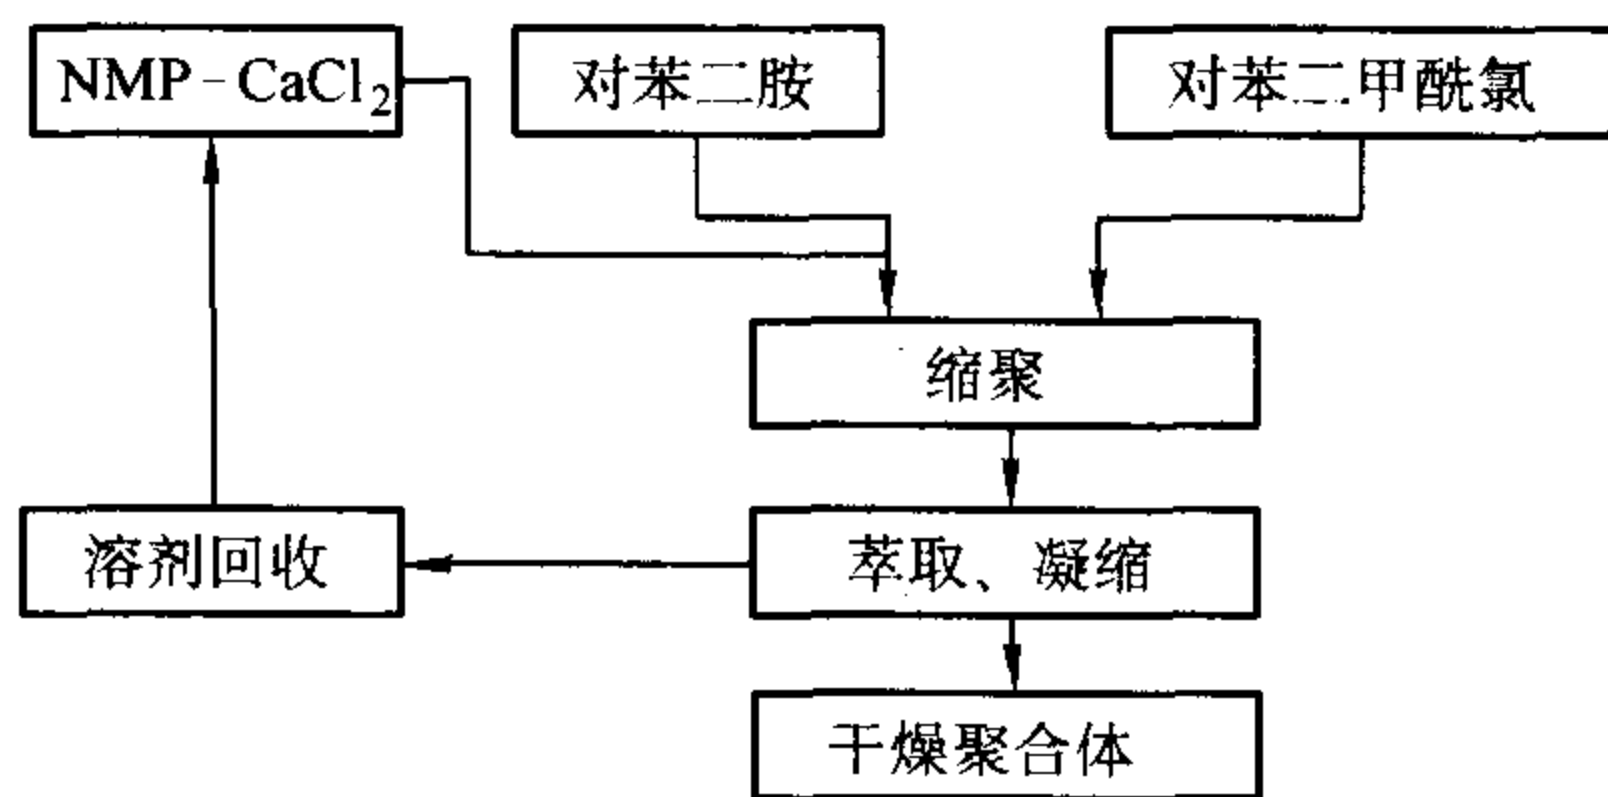 NMP-CaCl₂
对苯二胺
对苯二甲酰氯
缩聚
溶剂回收
萃取、凝缩
干燥聚合体